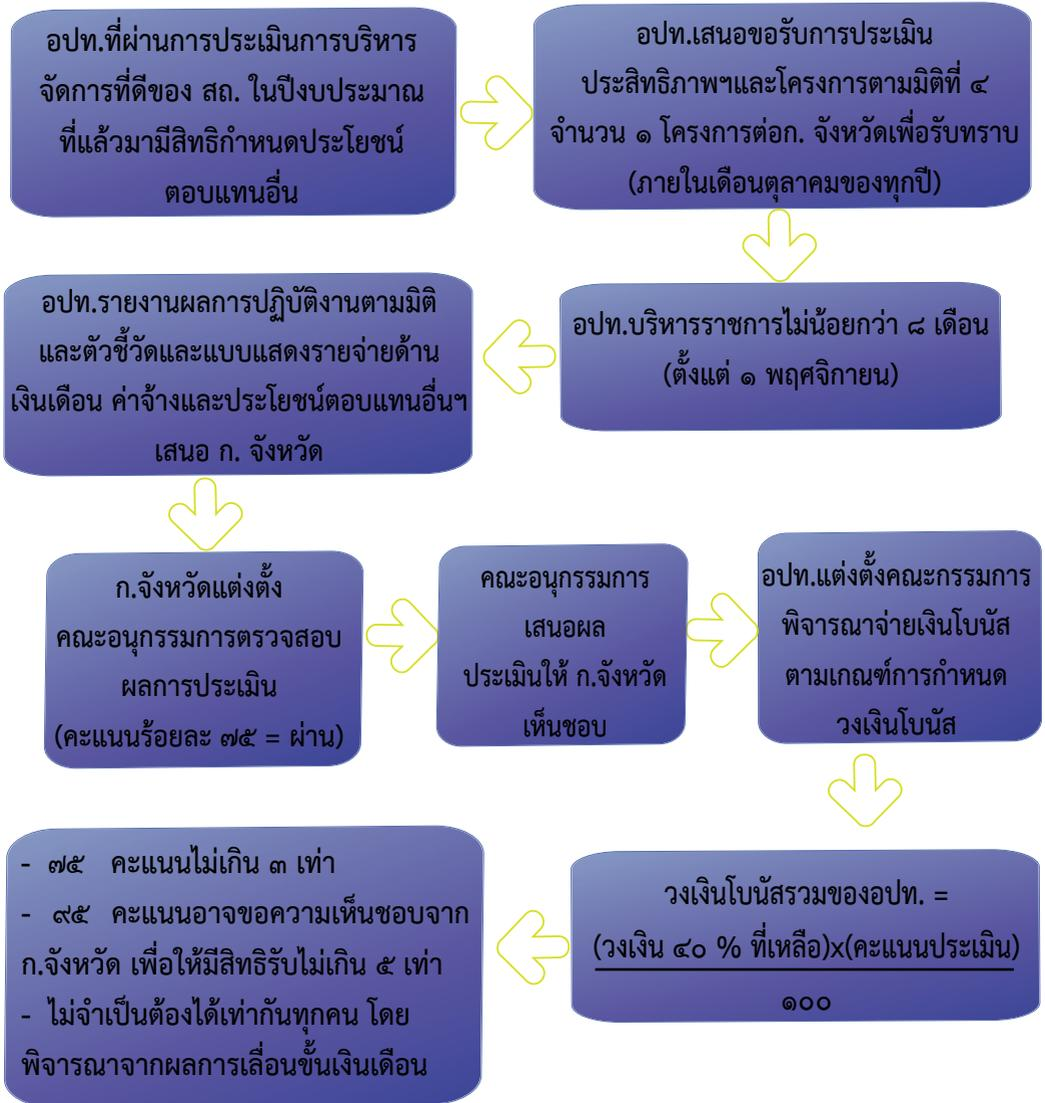 อปท.ที่ผ่านการประเมินการบริหาร
จัดการที่ดีของ สถ. ในปีงบประมาณ
ที่แล้วมามีสิทธิกำหนดประโยชน์
ตอบแทนอื่น
อปท.เสนอขอรับการประเมิน
ประสิทธิภาพฯและโครงการตามมิติที่ ๔
จำนวน ๑ โครงการต่อก. จังหวัดเพื่อรับทราบ
(ภายในเดือนตุลาคมของทุกปี)
อปท.บริหารราชการไม่น้อยกว่า ๘ เดือน
(ตั้งแต่ ๑ พฤศจิกายน)
อปท.รายงานผลการปฏิบัติงานตามมิติ
และตัวชี้วัดและแบบแสดงรายจ่ายด้าน
เงินเดือน ค่าจ้างและประโยชน์ตอบแทนอื่นฯ
เสนอ ก. จังหวัด
ก.จังหวัดแต่งตั้ง
คณะอนุกรรมการตรวจสอบ
ผลการประเมิน
(คะแนนร้อยละ ๗๕ = ผ่าน)
คณะอนุกรรมการ
เสนอผล
ประเมินให้ ก.จังหวัด
เห็นชอบ
อปท.แต่งตั้งคณะกรรมการ
พิจารณาจ่ายเงินโบนัส
ตามเกณฑ์การกำหนด
วงเงินโบนัส
วงเงินโบนัสรวมของอปท. =
(วงเงิน ๔๐ % ที่เหลือ)x(คะแนนประเมิน)
๑๐๐
- ๗๕ คะแนนไม่เกิน ๓ เท่า
- ๙๕ คะแนนอาจขอความเห็นชอบจาก
ก.จังหวัด เพื่อให้มีสิทธิรับไม่เกิน ๕ เท่า
- ไม่จำเป็นต้องได้เท่ากันทุกคน โดย
พิจารณาจากผลการเลื่อนขั้นเงินเดือน